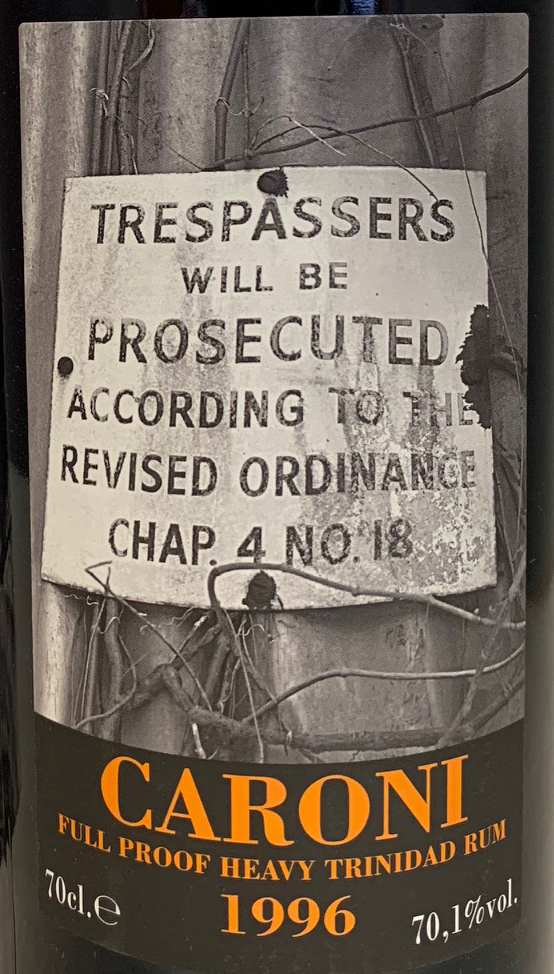 TRESPASSERS
WILL BE
PROSECUTED
ACCORDING TO THE
REVISED ORDINANCE
CHAP. 4 NO. 18
CARONI
FULL PROOF HEAVY TRINIDAD RUM
70cl.℮ 1996 70,1%vol.